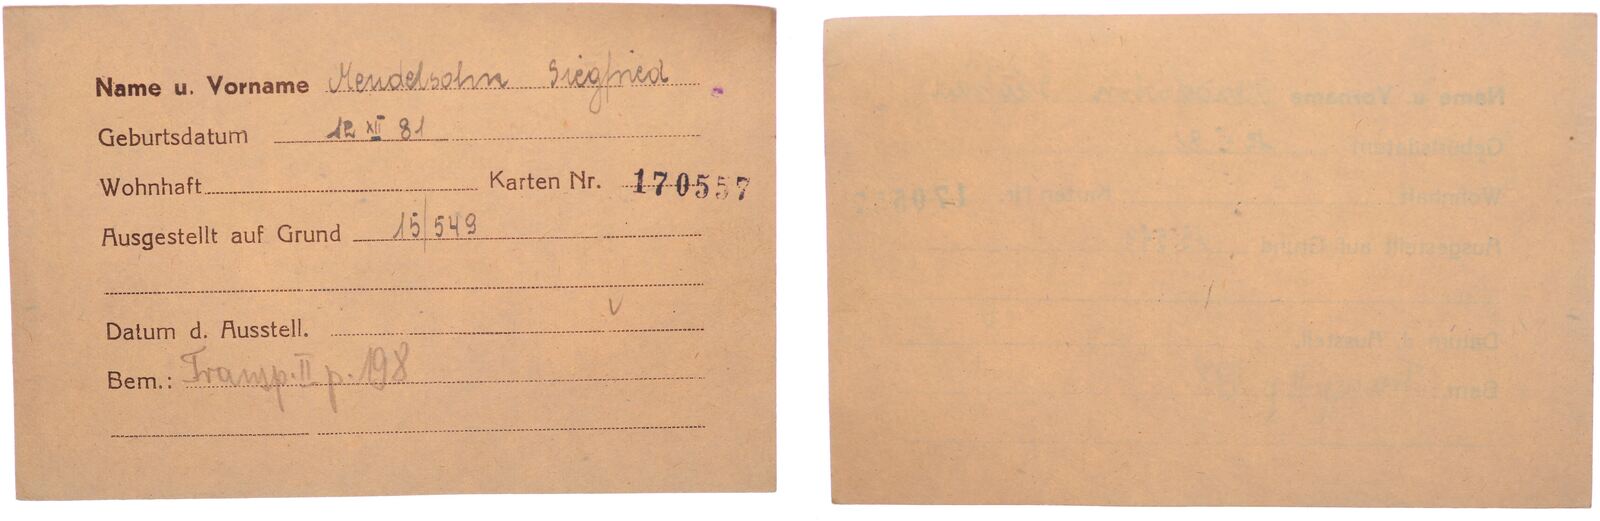 Name u. Vorname Mendelsohn Siegfried
Geburtsdatum 12 XII 81
Wohnhaft Karten Nr. 170557
Ausgestellt auf Grund 15/549
Datum d. Ausstell.
Bem.: Transp. II p. 198